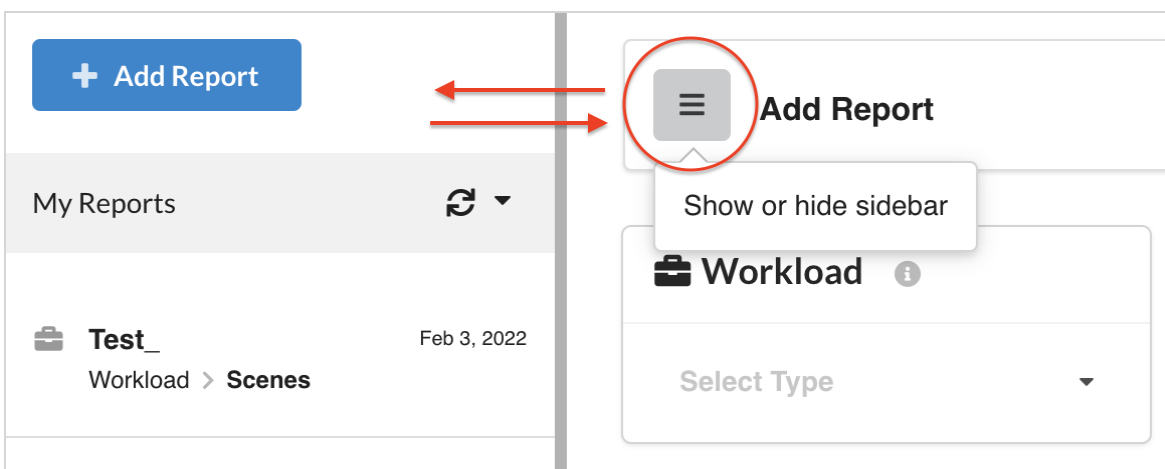 Add Report
My Reports
Test_
Feb 3, 2022
Workload > Scenes
Add Report
Show or hide sidebar
Workload
Select Type